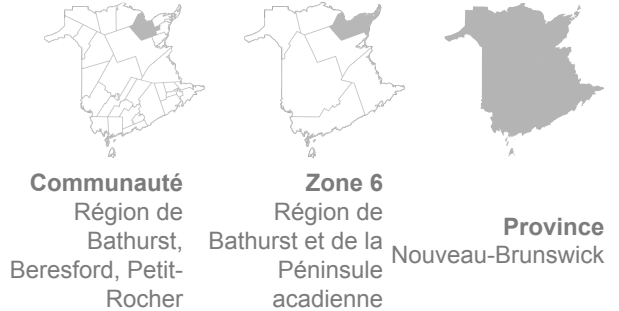 Communauté
Région de
Bathurst,
Beresford, Petit-
Rocher
Zone 6
Région de
Bathurst et de la
Péninsule
acadienne
Province
Nouveau-Brunswick